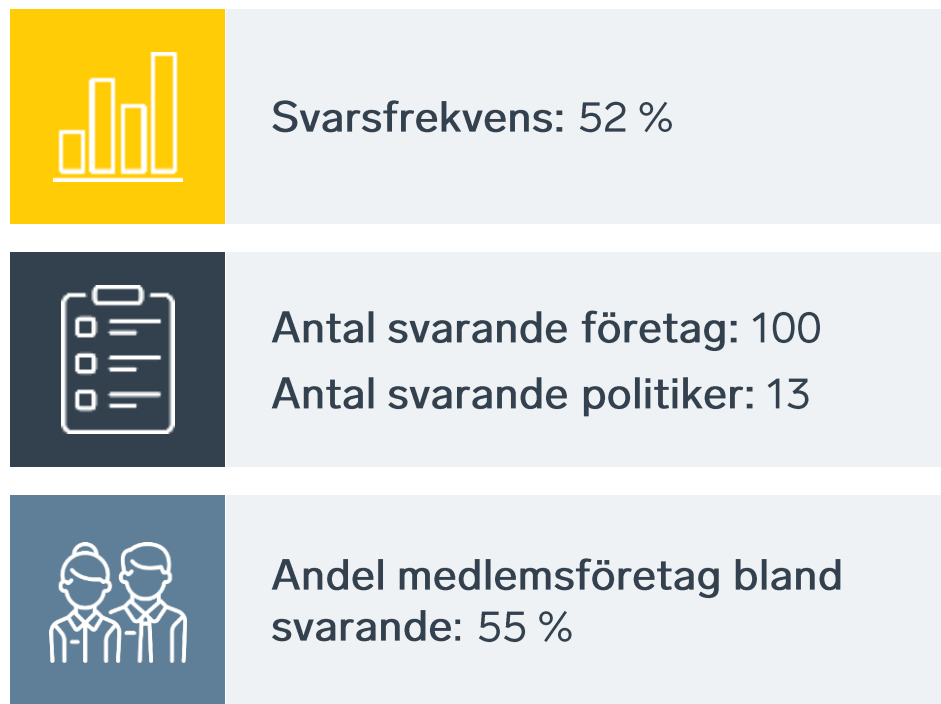 Svarsfrekvens: 52 %
Antal svarande företag: 100
Antal svarande politiker: 13
Andel medlemsföretag bland
svarande: 55 %